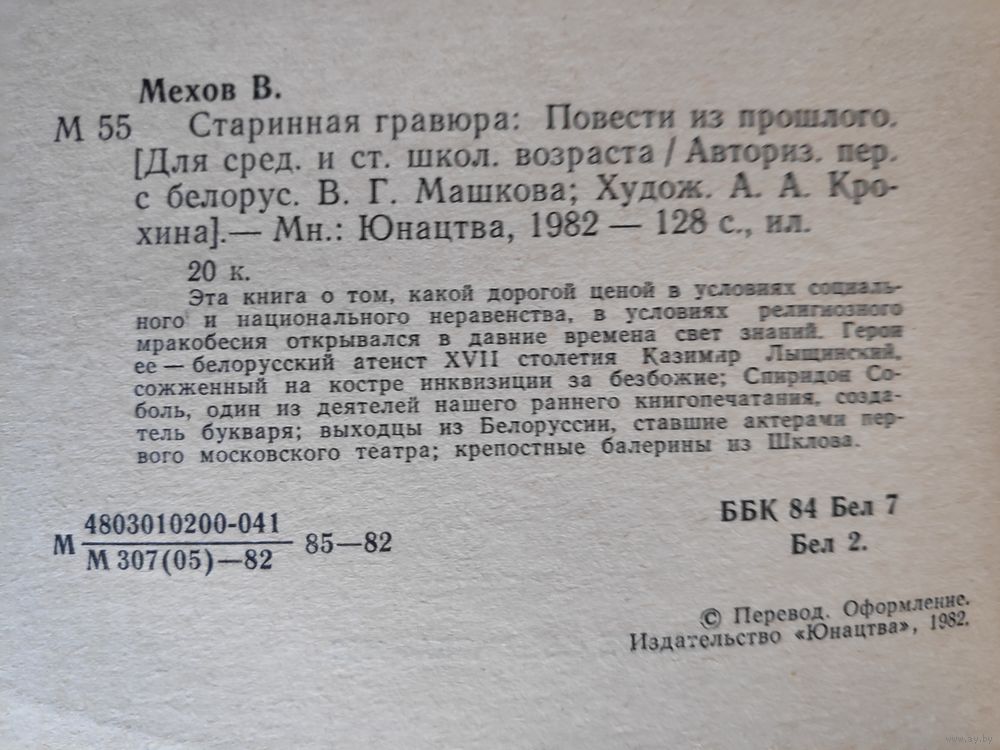 Мехов В.
М 55 Старинная гравюра: Повести из прошлого.
[Для сред. и ст. школ. возраста / Авториз. пер.
с белорус. В. Г. Машкова; Худож. А. А. Кро-
хина].— Мн.: Юнацтва, 1982 — 128 с., ил.
20 к.
Эта книга о том, какой дорогой ценой в условиях социаль-
ного и национального неравенства, в условиях религиозного
мракобесия открывался в давние времена свет знаний. Герои
ее — белорусский атеист XVII столетия Казимир Лыщинский,
сожженный на костре инквизиции за безбожие; Спиридон Со-
боль, один из деятелей нашего раннего книгопечатания, созда-
тель букваря; выходцы из Белоруссии, ставшие актерами пер-
вого московского театра; крепостные балерины из Шклова.
М 4803010200-041 85—82
М 307(05)—82
ББК 84 Бел 7
Бел 2.
© Перевод. Оформление.
Издательство «Юнацтва», 1982.
www.ay.by